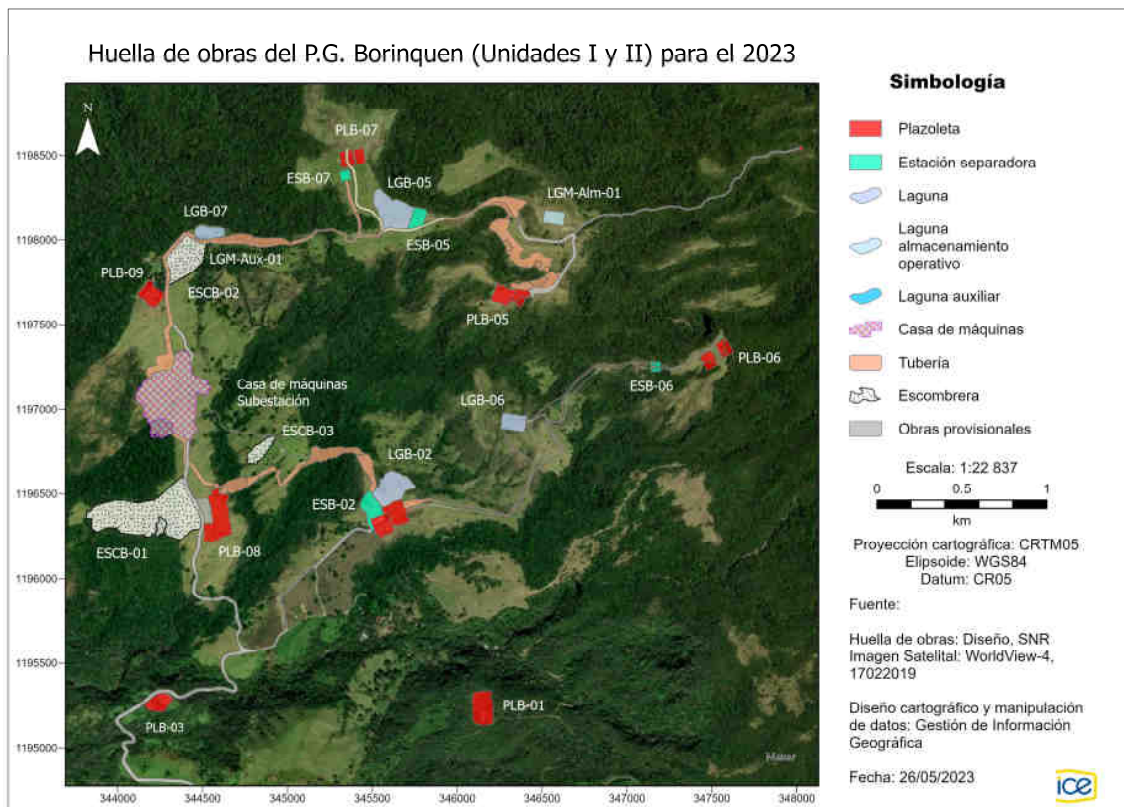 Huella de obras del P.G. Borinquen (Unidades I y II) para el 2023
N
1198500
1198000
1197500
1197000
1196500
1196000
1195500
1195000
344000
344500
345000
345500
346000
346500
347000
347500
348000
PLB-07
ESB-07
LGB-05
LGM-Alm-01
LGB-07
ESB-05
LGM-Aux-01
PLB-09
ESCB-02
PLB-05
PLB-06
ESB-06
Casa de máquinas
Subestación
LGB-06
ESCB-03
LGB-02
ESB-02
ESCB-01
PLB-08
PLB-01
PLB-03
Maxar
Simbología
Plazoleta
Estación separadora
Laguna
Laguna
almacenamiento
operativo
Laguna auxiliar
Casa de máquinas
Tubería
Escombrera
Obras provisionales
Escala: 1:22 837
0 0.5 1
km
Proyección cartográfica: CRTM05
Elipsoide: WGS84
Datum: CR05
Fuente:
Huella de obras: Diseño, SNR
Imagen Satelital: WorldView-4,
17022019
Diseño cartográfico y manipulación
de datos: Gestión de Información
Geográfica
Fecha: 26/05/2023
ice